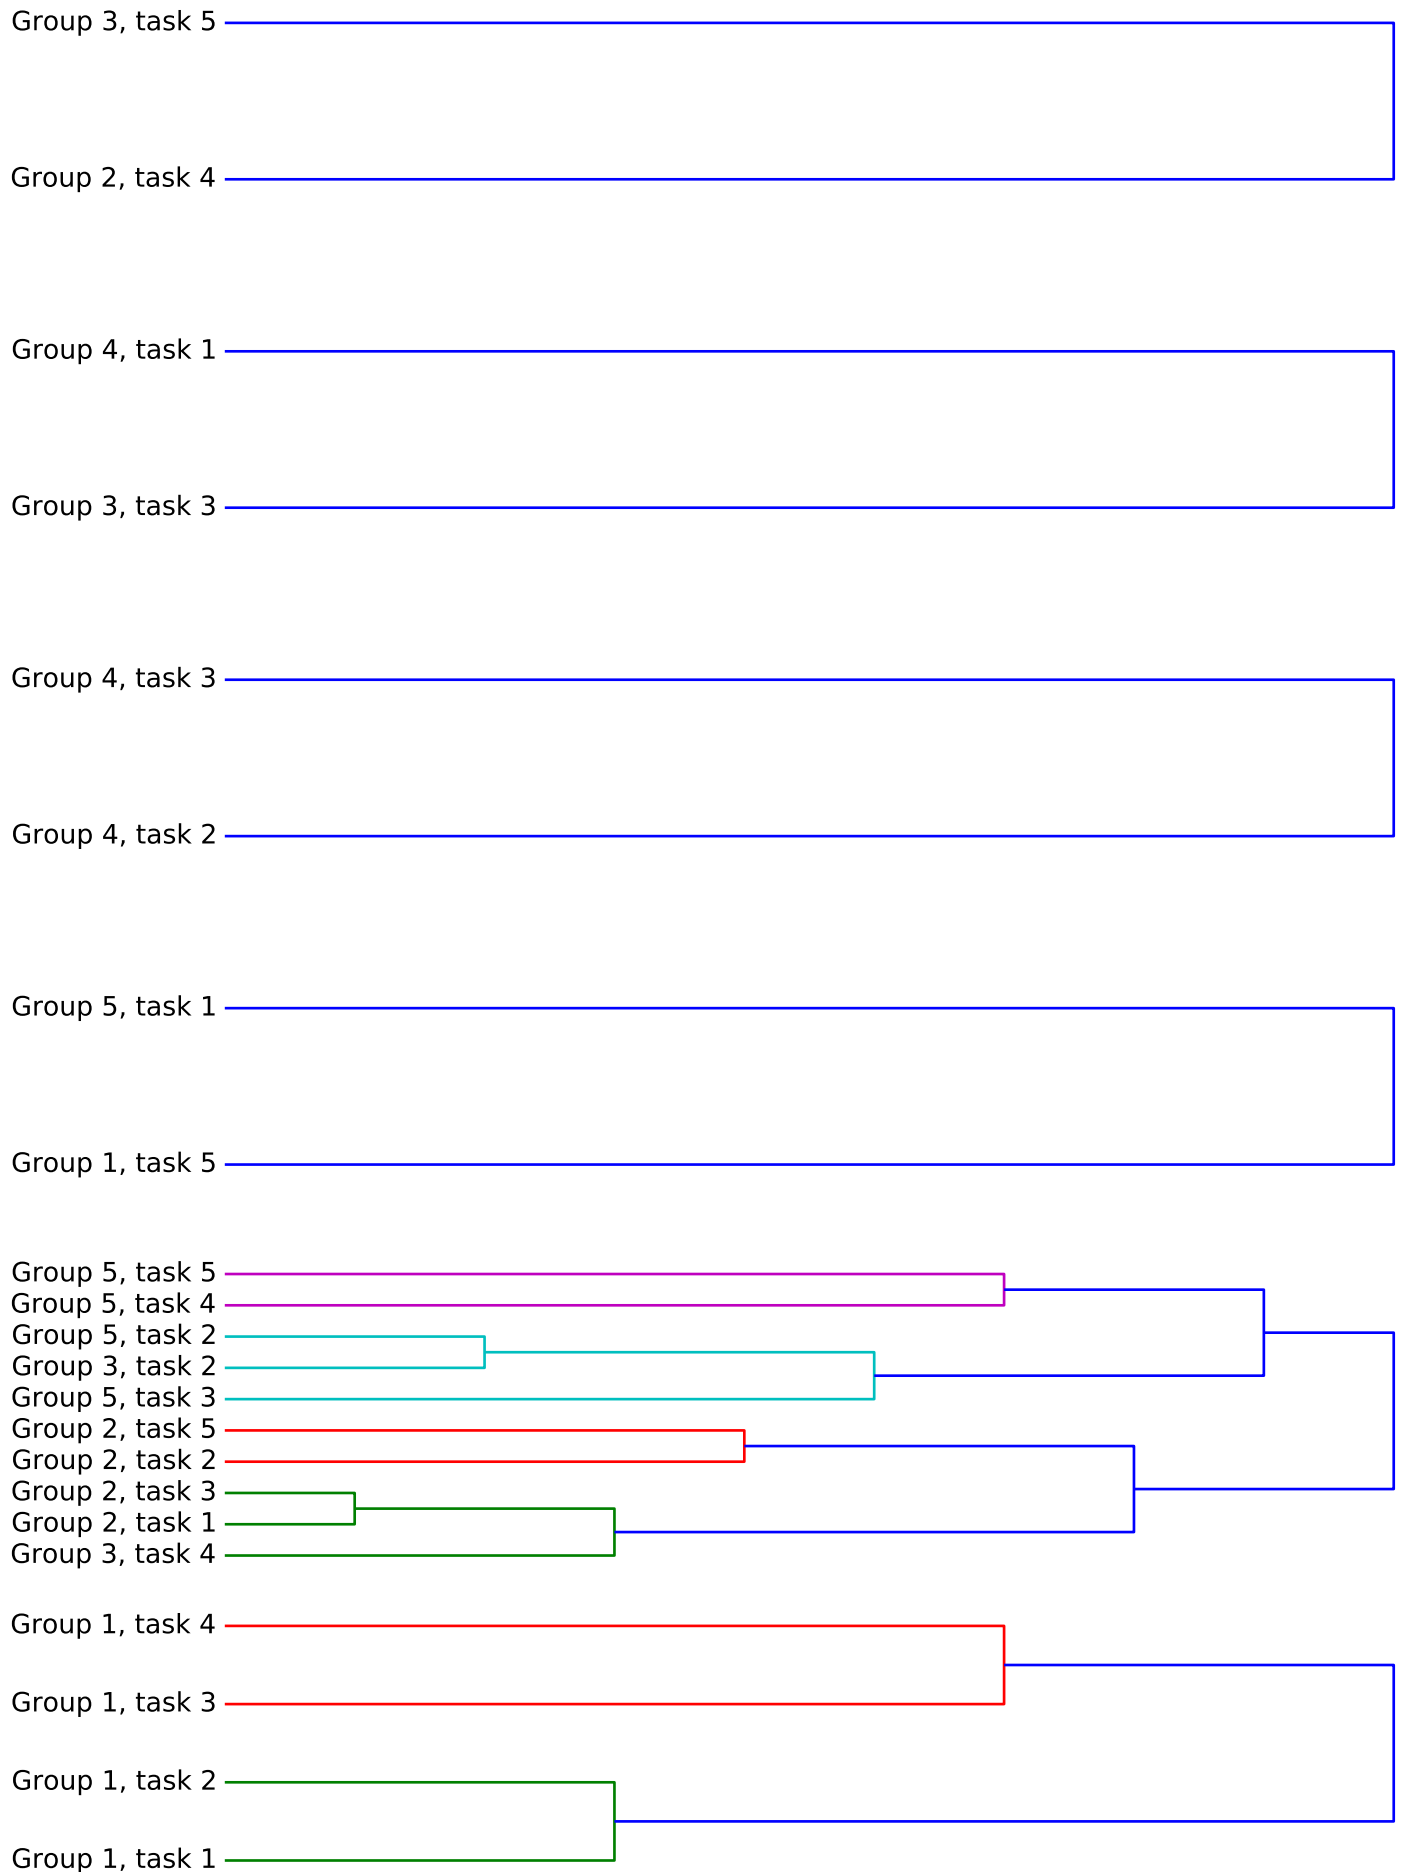 Group 3, task 5
Group 2, task 4
Group 4, task 1
Group 3, task 3
Group 4, task 3
Group 4, task 2
Group 5, task 1
Group 1, task 5
Group 5, task 5
Group 5, task 4
Group 5, task 2
Group 3, task 2
Group 5, task 3
Group 2, task 5
Group 2, task 2
Group 2, task 3
Group 2, task 1
Group 3, task 4
Group 1, task 4
Group 1, task 3
Group 1, task 2
Group 1, task 1